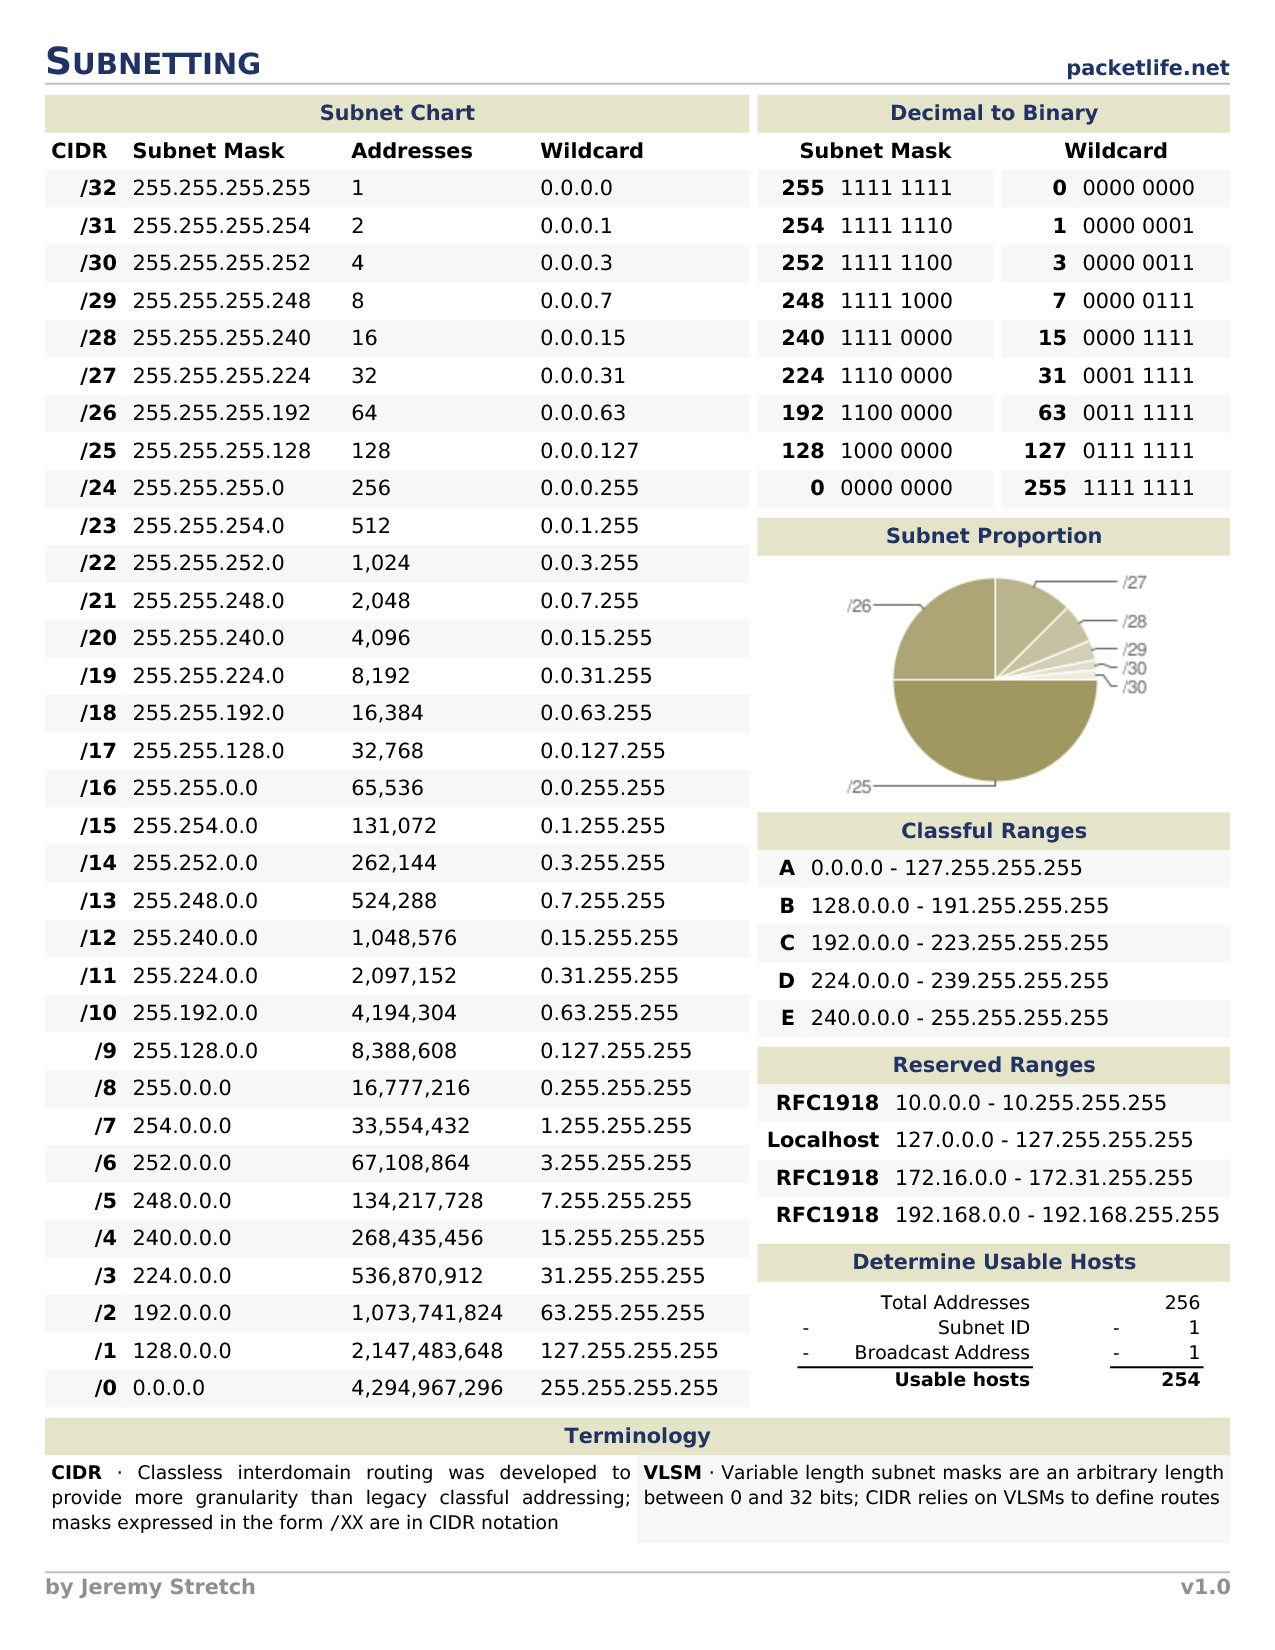 SUBNETTING
packetlife.net
Subnet Chart
CIDR Subnet Mask Addresses Wildcard
/32 255.255.255.255 1 0.0.0.0
/31 255.255.255.254 2 0.0.0.1
/30 255.255.255.252 4 0.0.0.3
/29 255.255.255.248 8 0.0.0.7
/28 255.255.255.240 16 0.0.0.15
/27 255.255.255.224 32 0.0.0.31
/26 255.255.255.192 64 0.0.0.63
/25 255.255.255.128 128 0.0.0.127
/24 255.255.255.0 256 0.0.0.255
/23 255.255.254.0 512 0.0.1.255
/22 255.255.252.0 1,024 0.0.3.255
/21 255.255.248.0 2,048 0.0.7.255
/20 255.255.240.0 4,096 0.0.15.255
/19 255.255.224.0 8,192 0.0.31.255
/18 255.255.192.0 16,384 0.0.63.255
/17 255.255.128.0 32,768 0.0.127.255
/16 255.255.0.0 65,536 0.0.255.255
/15 255.254.0.0 131,072 0.1.255.255
/14 255.252.0.0 262,144 0.3.255.255
/13 255.248.0.0 524,288 0.7.255.255
/12 255.240.0.0 1,048,576 0.15.255.255
/11 255.224.0.0 2,097,152 0.31.255.255
/10 255.192.0.0 4,194,304 0.63.255.255
/9 255.128.0.0 8,388,608 0.127.255.255
/8 255.0.0.0 16,777,216 0.255.255.255
/7 254.0.0.0 33,554,432 1.255.255.255
/6 252.0.0.0 67,108,864 3.255.255.255
/5 248.0.0.0 134,217,728 7.255.255.255
/4 240.0.0.0 268,435,456 15.255.255.255
/3 224.0.0.0 536,870,912 31.255.255.255
/2 192.0.0.0 1,073,741,824 63.255.255.255
/1 128.0.0.0 2,147,483,648 127.255.255.255
/0 0.0.0.0 4,294,967,296 255.255.255.255
Decimal to Binary
Subnet Mask Wildcard
255 1111 1111 0 0000 0000
254 1111 1110 1 0000 0001
252 1111 1100 3 0000 0011
248 1111 1000 7 0000 0111
240 1111 0000 15 0000 1111
224 1110 0000 31 0001 1111
192 1100 0000 63 0011 1111
128 1000 0000 127 0111 1111
0 0000 0000 255 1111 1111
Subnet Proportion
/27
/26
/28
/29
/30
/30
/25
Classful Ranges
A 0.0.0.0 - 127.255.255.255
B 128.0.0.0 - 191.255.255.255
C 192.0.0.0 - 223.255.255.255
D 224.0.0.0 - 239.255.255.255
E 240.0.0.0 - 255.255.255.255
Reserved Ranges
RFC1918 10.0.0.0 - 10.255.255.255
Localhost 127.0.0.0 - 127.255.255.255
RFC1918 172.16.0.0 - 172.31.255.255
RFC1918 192.168.0.0 - 192.168.255.255
Determine Usable Hosts
Total Addresses 256
- Subnet ID - 1
- Broadcast Address - 1
Usable hosts 254
Terminology
CIDR · Classless interdomain routing was developed to
provide more granularity than legacy classful addressing;
masks expressed in the form /XX are in CIDR notation
VLSM · Variable length subnet masks are an arbitrary length
between 0 and 32 bits; CIDR relies on VLSMs to define routes
by Jeremy Stretch
v1.0